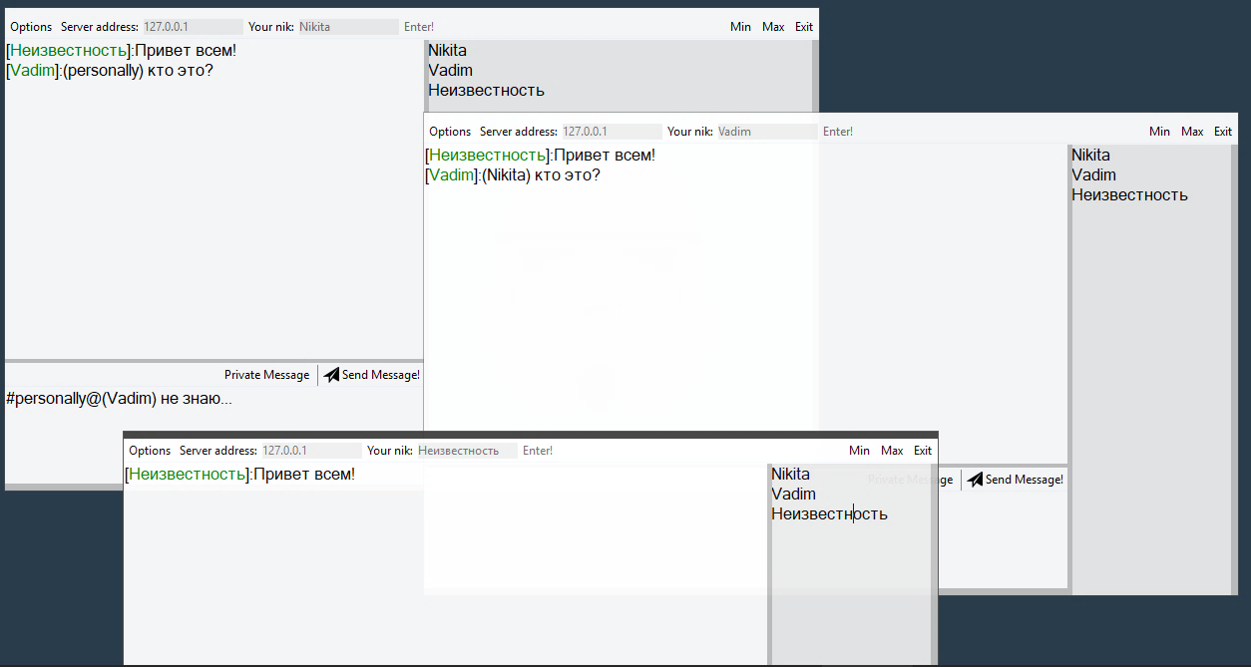 Options Server address: 127.0.0.1 Your nik: Nikita Enter! Min Max Exit
[Неизвестность]:Привет всем!
[Vadim]:(personally) кто это?
Nikita
Vadim
Неизвестность
Private Message Send Message!
#personally@(Vadim) не знаю...
Options Server address: 127.0.0.1 Your nik: Vadim Enter! Min Max Exit
[Неизвестность]:Привет всем!
[Vadim]:(Nikita) кто это?
Nikita
Vadim
Неизвестность
Private Message Send Message!
Options Server address: 127.0.0.1 Your nik: Неизвестность Enter! Min Max Exit
[Неизвестность]:Привет всем!
Nikita
Vadim
Неизвестность